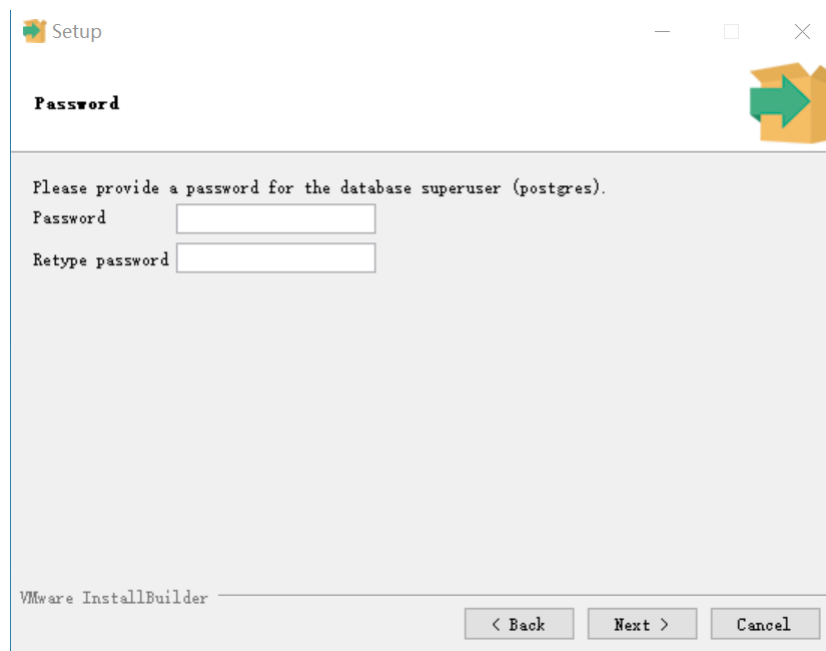 Setup
Password
Please provide a password for the database superuser (postgres).
Password
Retype password
VMware InstallBuilder
< Back
Next >
Cancel